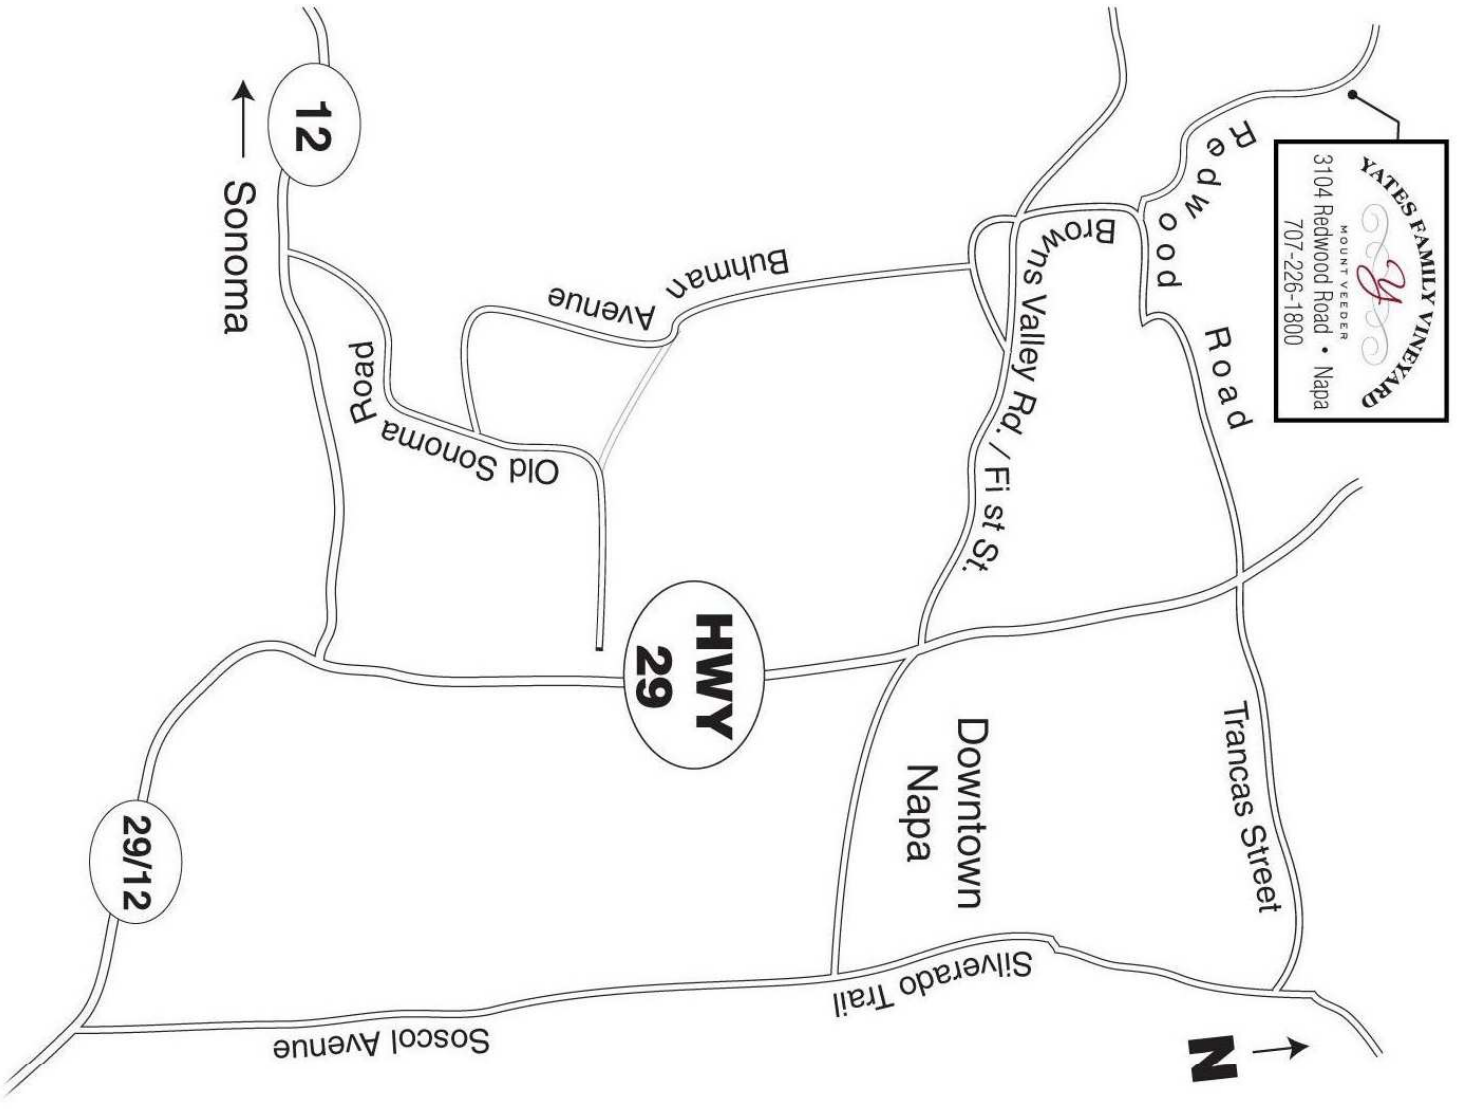 YATES FAMILY VINEYARD
Y
MOUNT VEEDER
3104 Redwood Road • Napa
707-226-1800
Redwood Road
Browns Valley Rd. / Fi st St.
Buhman Avenue
Old Sonoma Road
12
Sonoma
HWY
29
Downtown
Napa
Trancas Street
29/12
Silverado Trail
Soscol Avenue
N